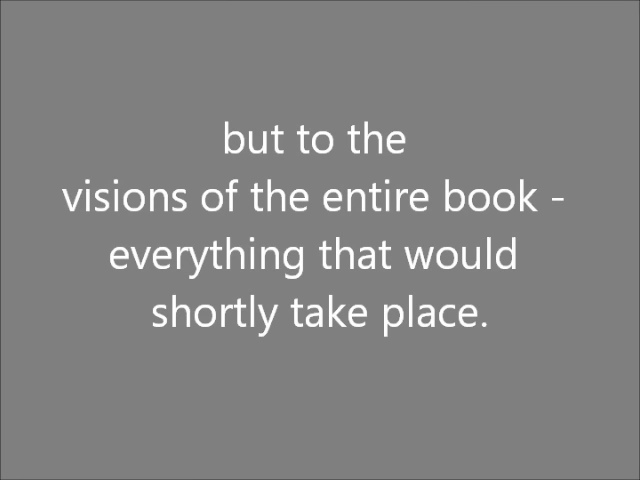 but to the
visions of the entire book -
everything that would
shortly take place.